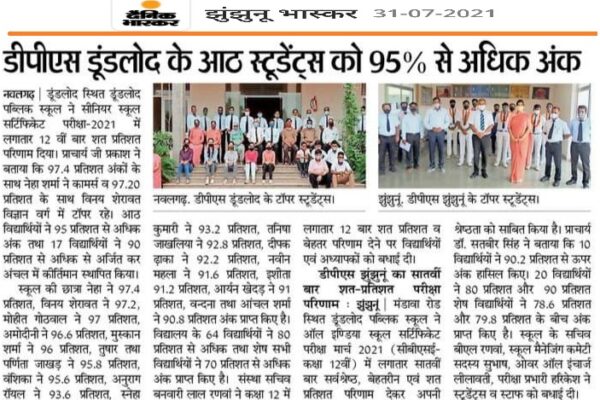 दैनिक भास्कर
झुंझुनू भास्कर 31-07-2021
डीपीएस डूंडलोद के आठ स्टूडेंट्स को 95% से अधिक अंक
नवलगढ़ | डूंडलोद स्थित डूंडलोद
पब्लिक स्कूल ने सीनियर स्कूल
सर्टिफिकेट परीक्षा-2021 में
लगातार 12 वीं बार शत प्रतिशत
परिणाम दिया। प्राचार्य जी प्रकाश ने
बताया कि 97.4 प्रतिशत अंकों के
साथ नेहा शर्मा ने कामर्स व 97.20
प्रतिशत के साथ विनय शेरावत
विज्ञान वर्ग में टॉपर रहे। आठ
विद्यार्थियों ने 95 प्रतिशत से अधिक
अंक तथा 17 विद्यार्थियों ने 90
प्रतिशत से अधिक से अर्जित कर
अंचल में कीर्तिमान स्थापित किया।
स्कूल की छात्रा नेहा ने 97.4
प्रतिशत, विनय शेरावत ने 97.2,
मोहीत गोठवाल ने 97 प्रतशत,
अमोदीनी ने 96.6 प्रतिशत, मुस्कान
शर्मा ने 96 प्रतिशत, तुषार तथा
पर्णिता जाखड़ ने 95.8 प्रतिशत,
वंशिका ने 95.6 प्रतिशत, अनुराग
रॉयल ने 93.6 प्रतिशत, स्नेहा
नवलगढ़. डीपीएस डूंडलोद के टॉपर स्टूडेंट्स।
कुमारी ने 93.2 प्रतिशत, तनिषा
जाखलिया ने 92.8 प्रतिशत, दीपक
ढ़ाका ने 92.2 प्रतिशत, नवीन
महला ने 91.6 प्रतिशत, इशीता
91.2 प्रतिशत, आर्यन खेदड़ ने 91
प्रतिशत, वन्दना तथा आंचल शर्मा
ने 90.8 प्रतिशत अंक प्राप्त किए है।
विद्यालय के 64 विद्यार्थियों ने 80
प्रतिशत से अधिक तथा शेष सभी
विद्यार्थियों ने 70 प्रतिशत से अधिक
अंक प्राप्त किए है। संस्था सचिव
बनवारी लाल रणवां ने कक्षा 12 में
लगातार 12 बार शत प्रतिशत व
बेहतर परिणाम देने पर विद्यार्थियों
एवं अध्यापकों को बधाई दी।
डीपीएस झुंझुनूं का सातवीं
बार शत-प्रतिशत परीक्षा
परिणाम : झुंझुनूं | मंडावा रोड
स्थित डूंडलोद पब्लिक स्कूल ने
ऑल इण्डिया स्कूल सर्टिफिकेट
परीक्षा मार्च 2021 (सीबीएसई-
कक्षा 12वीं) में लगातार सातवीं
बार सर्वश्रेष्ठ, बेहतरीन एवं शत
प्रतिशत परिणाम देकर अपनी
झुंझुनूं. डीपीएस झुंझुनूं के टॉपर स्टूडेंट्स।
श्रेष्ठता को साबित किया है। प्राचार्य
डॉ. सतबीर सिंह ने बताया कि 10
विद्यार्थियों ने 90.2 प्रतिशत से ऊपर
अंक हासिल किए। 20 विद्यार्थियों
ने 80 प्रतिशत और 90 प्रतिशत
शेष विद्यार्थियों ने 78.6 प्रतिशत
और 79.8 प्रतिशत के बीच अंक
प्राप्त किए है। स्कूल के सचिव
बीएल रणवां, स्कूल मैनेजिंग कमेटी
सदस्य सुभाष, ओवर ऑल इंचार्ज
लीलावती, परीक्षा प्रभारी हरिकेश ने
स्टूडेंट्स व स्टाफ को बधाई दी।